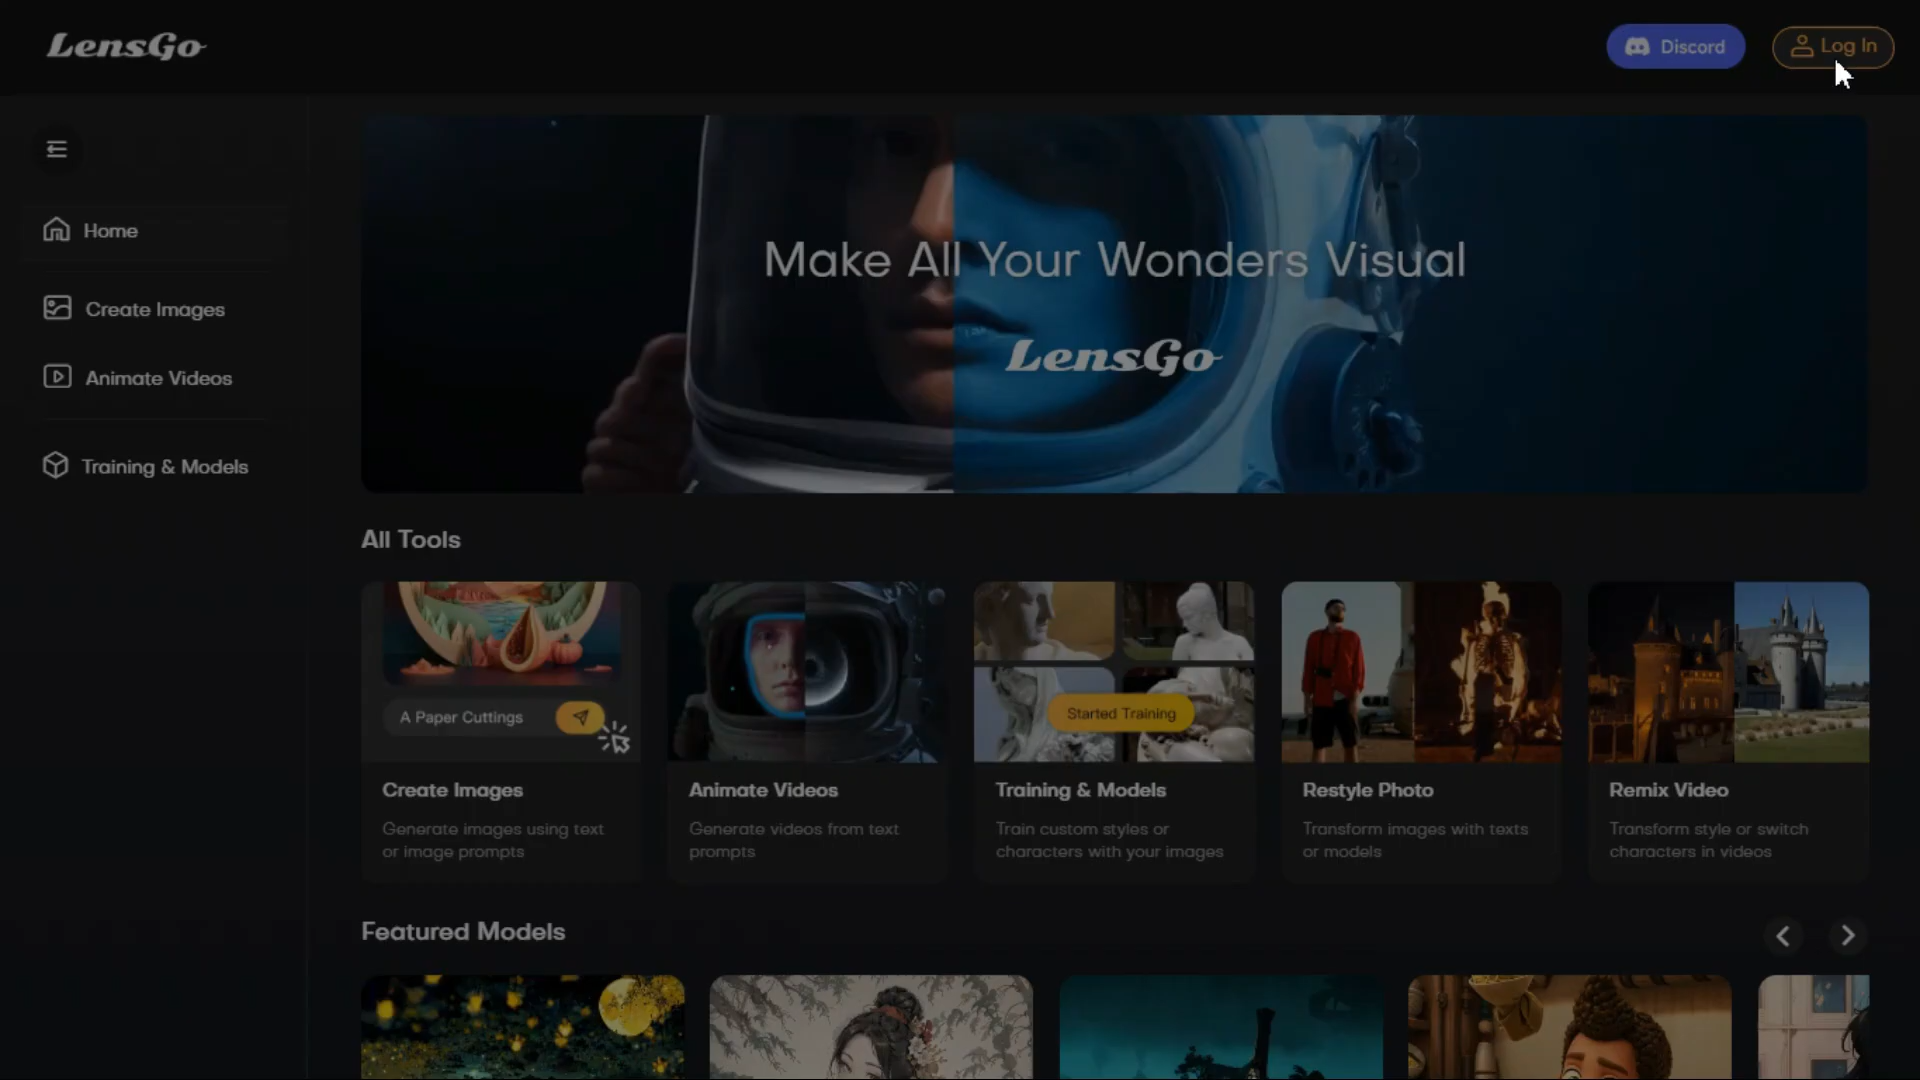 LensGo
Discord
Log In
Home
Create Images
Animate Videos
Training & Models
Make All Your Wonders Visual
LensGo
All Tools
A Paper Cuttings
Started Training
Create Images
Generate images using text
or image prompts
Animate Videos
Generate videos from text
prompts
Training & Models
Train custom styles or
characters with your images
Restyle Photo
Transform images with texts
or models
Remix Video
Transform style or switch
characters in videos
Featured Models